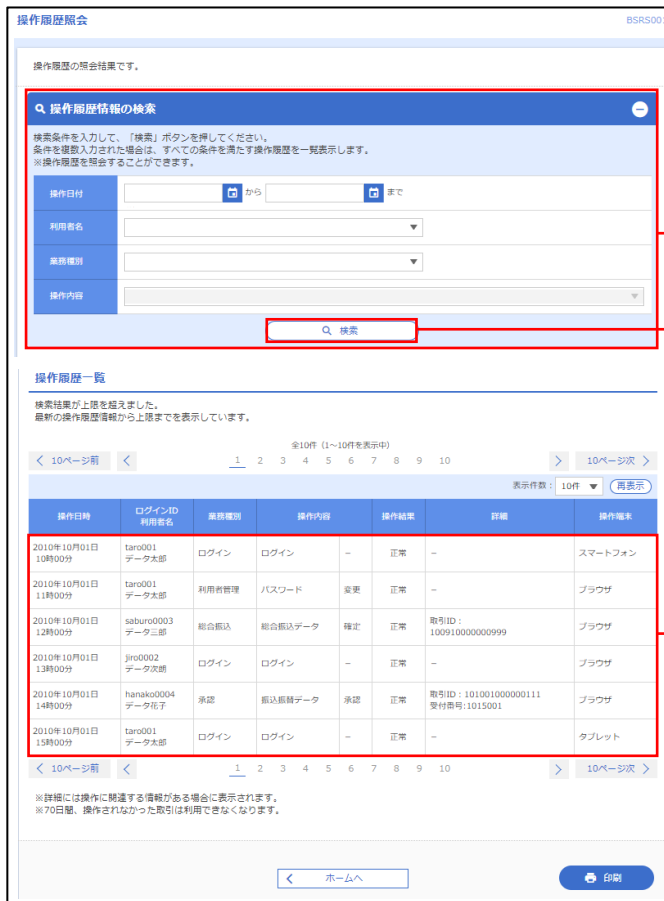 操作履歴照会 BSRS001
操作履歴の照会結果です。
操作履歴情報の検索
検索条件を入力して、「検索」ボタンを押してください。
条件を複数入力された場合は、すべての条件を満たす操作履歴を一覧表示します。
※操作履歴を照会することができます。
操作日付 から まで
利用者名
業務種別
操作内容
検索
操作履歴一覧
検索結果が上限を超えました。
最新の操作履歴情報から上限までを表示しています。
全10件（1～10件を表示中）
< 10ページ前 < 1 2 3 4 5 6 7 8 9 10 > 10ページ次 >
表示件数： 10件 ▼ 再表示
操作日時 ログインID 利用者名 業務種別 操作内容 操作結果 詳細 操作端末
2010年10月01日 10時00分 taro001 データ太郎 ログイン ログイン － 正常 － スマートフォン
2010年10月01日 11時00分 taro001 データ太郎 利用者管理 パスワード 変更 正常 － ブラウザ
2010年10月01日 12時00分 saburo0003 データ三郎 総合振込 総合振込データ 確定 正常 取引ID： 100910000000999 ブラウザ
2010年10月01日 13時00分 jiro0002 データ次朗 ログイン ログイン － 正常 － ブラウザ
2010年10月01日 14時00分 hanako0004 データ花子 承認 振込振替データ 承認 正常 取引ID：101001000000111 受付番号:1015001 ブラウザ
2010年10月01日 15時00分 taro001 データ太郎 ログイン ログイン － 正常 － タブレット
< 10ページ前 < 1 2 3 4 5 6 7 8 9 10 > 10ページ次 >
※詳細には操作に関連する情報がある場合に表示されます。
※70日間、操作されなかった取引は利用できなくなります。
< ホームへ
印刷